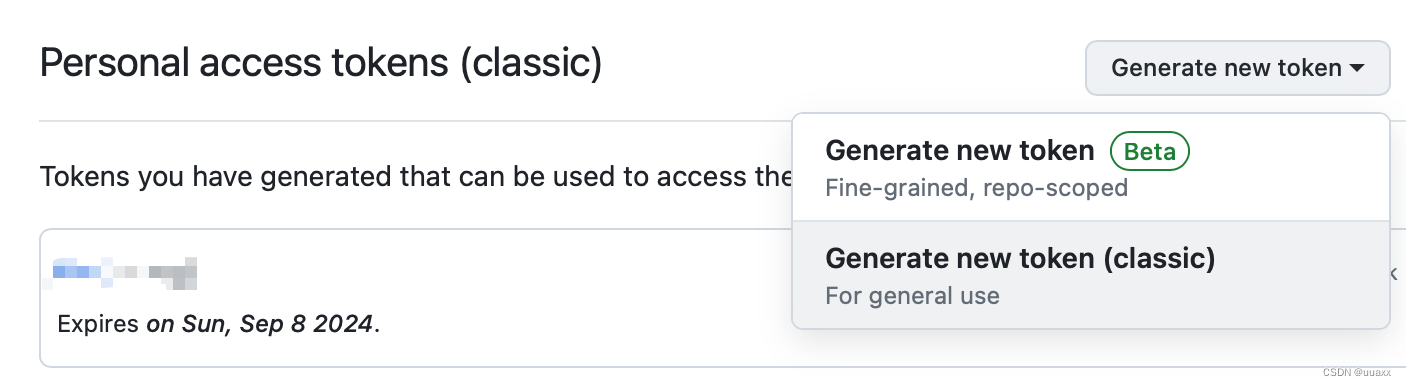 Personal access tokens (classic)
Generate new token
Generate new token Beta
Fine-grained, repo-scoped
Tokens you have generated that can be used to access the
Generate new token (classic)
For general use
Expires on Sun, Sep 8 2024.
CSDN @uuaxx